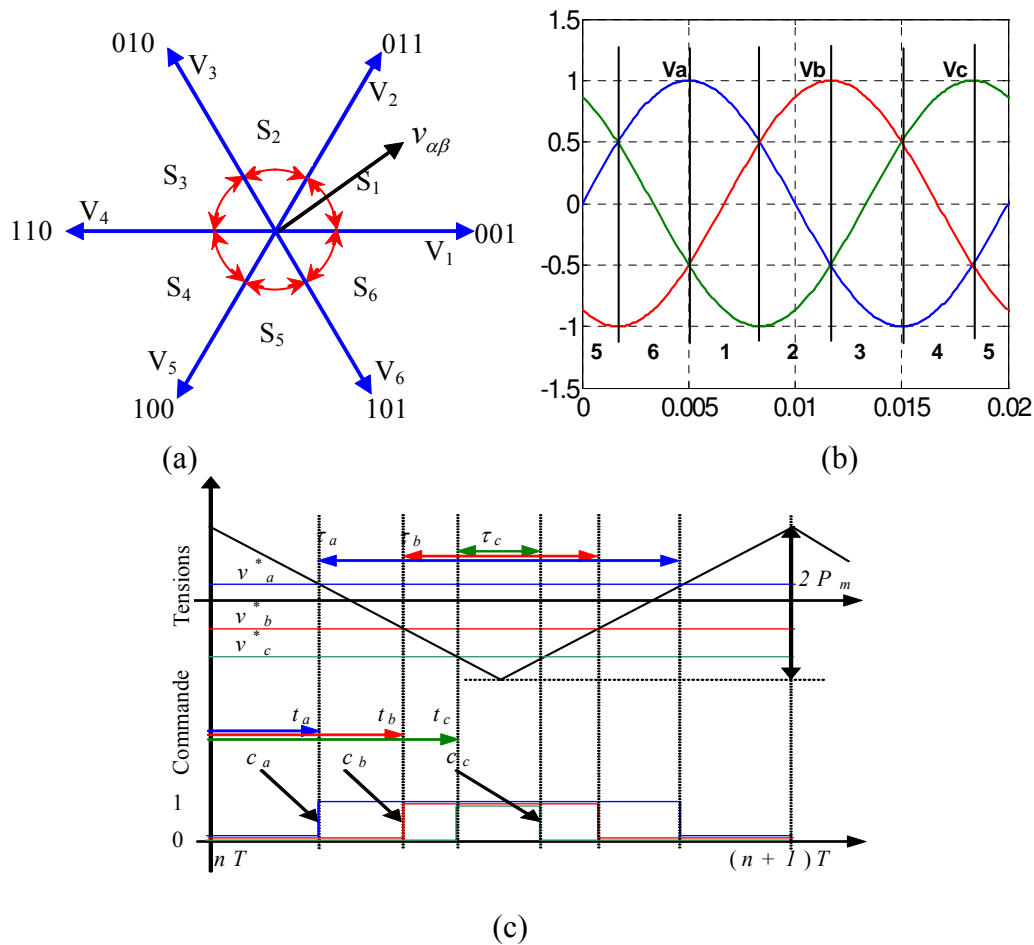 010
011
V3
V2
S2
vαβ
S3
S1
V4
110
001
V1
S4
S6
S5
V5
V6
100
101
(a)
1.5
1
0.5
0
-0.5
-1
-1.5
Va
Vb
Vc
5
6
1
2
3
4
5
0
0.005
0.01
0.015
0.02
(b)
Tensions
τa
τb
τc
v*a
2 Pm
v*b
v*c
Commande
ta
tb
tc
ca
cb
cc
1
0
n T
(n + 1) T
(c)